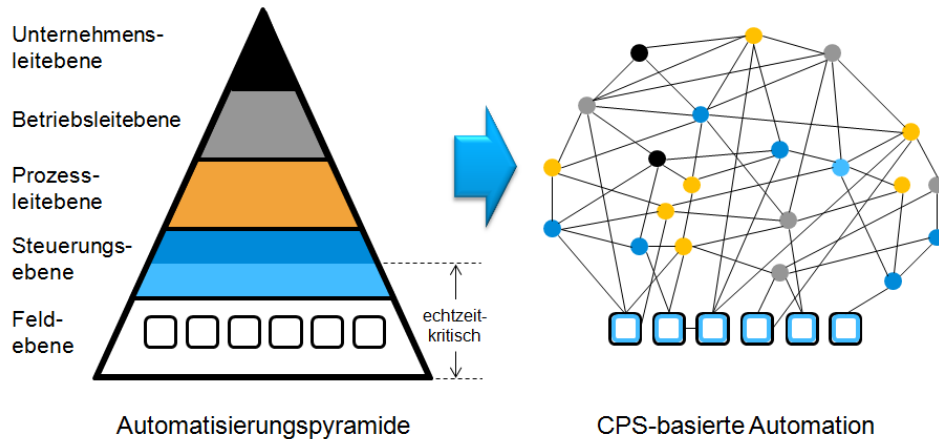 Unternehmens-
leitebene
Betriebsleitebene
Prozess-
leitebene
Steuerungs-
ebene
Feld-
ebene
echtzeit-
kritisch
Automatisierungspyramide
CPS-basierte Automation